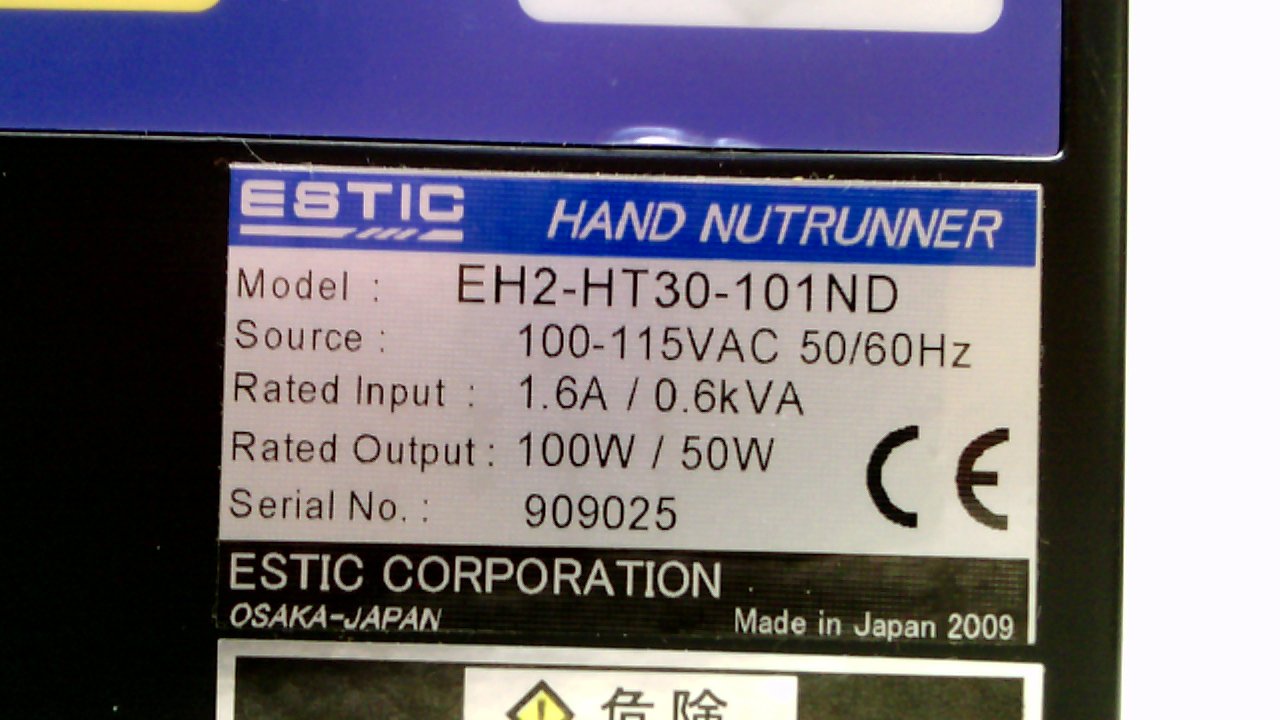 ESTIC HAND NUTRUNNER
Model : EH2-HT30-101ND
Source : 100-115VAC 50/60Hz
Rated Input : 1.6A / 0.6kVA
Rated Output : 100W / 50W
Serial No. : 909025
CE
ESTIC CORPORATION
OSAKA-JAPAN Made in Japan 2009
危険